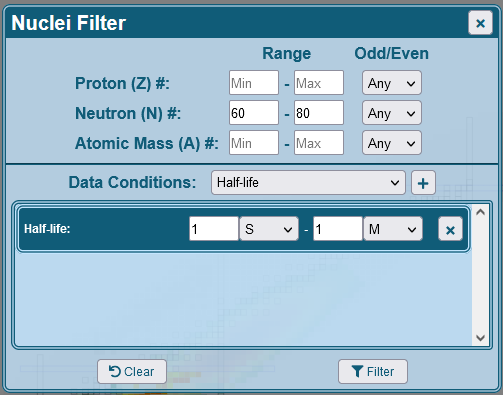 Nuclei Filter ×
Range Odd/Even
Proton (Z) #: Min - Max Any
Neutron (N) #: 60 - 80 Any
Atomic Mass (A) #: Min - Max Any
Data Conditions: Half-life +
Half-life: 1 S - 1 M ×
Clear Filter